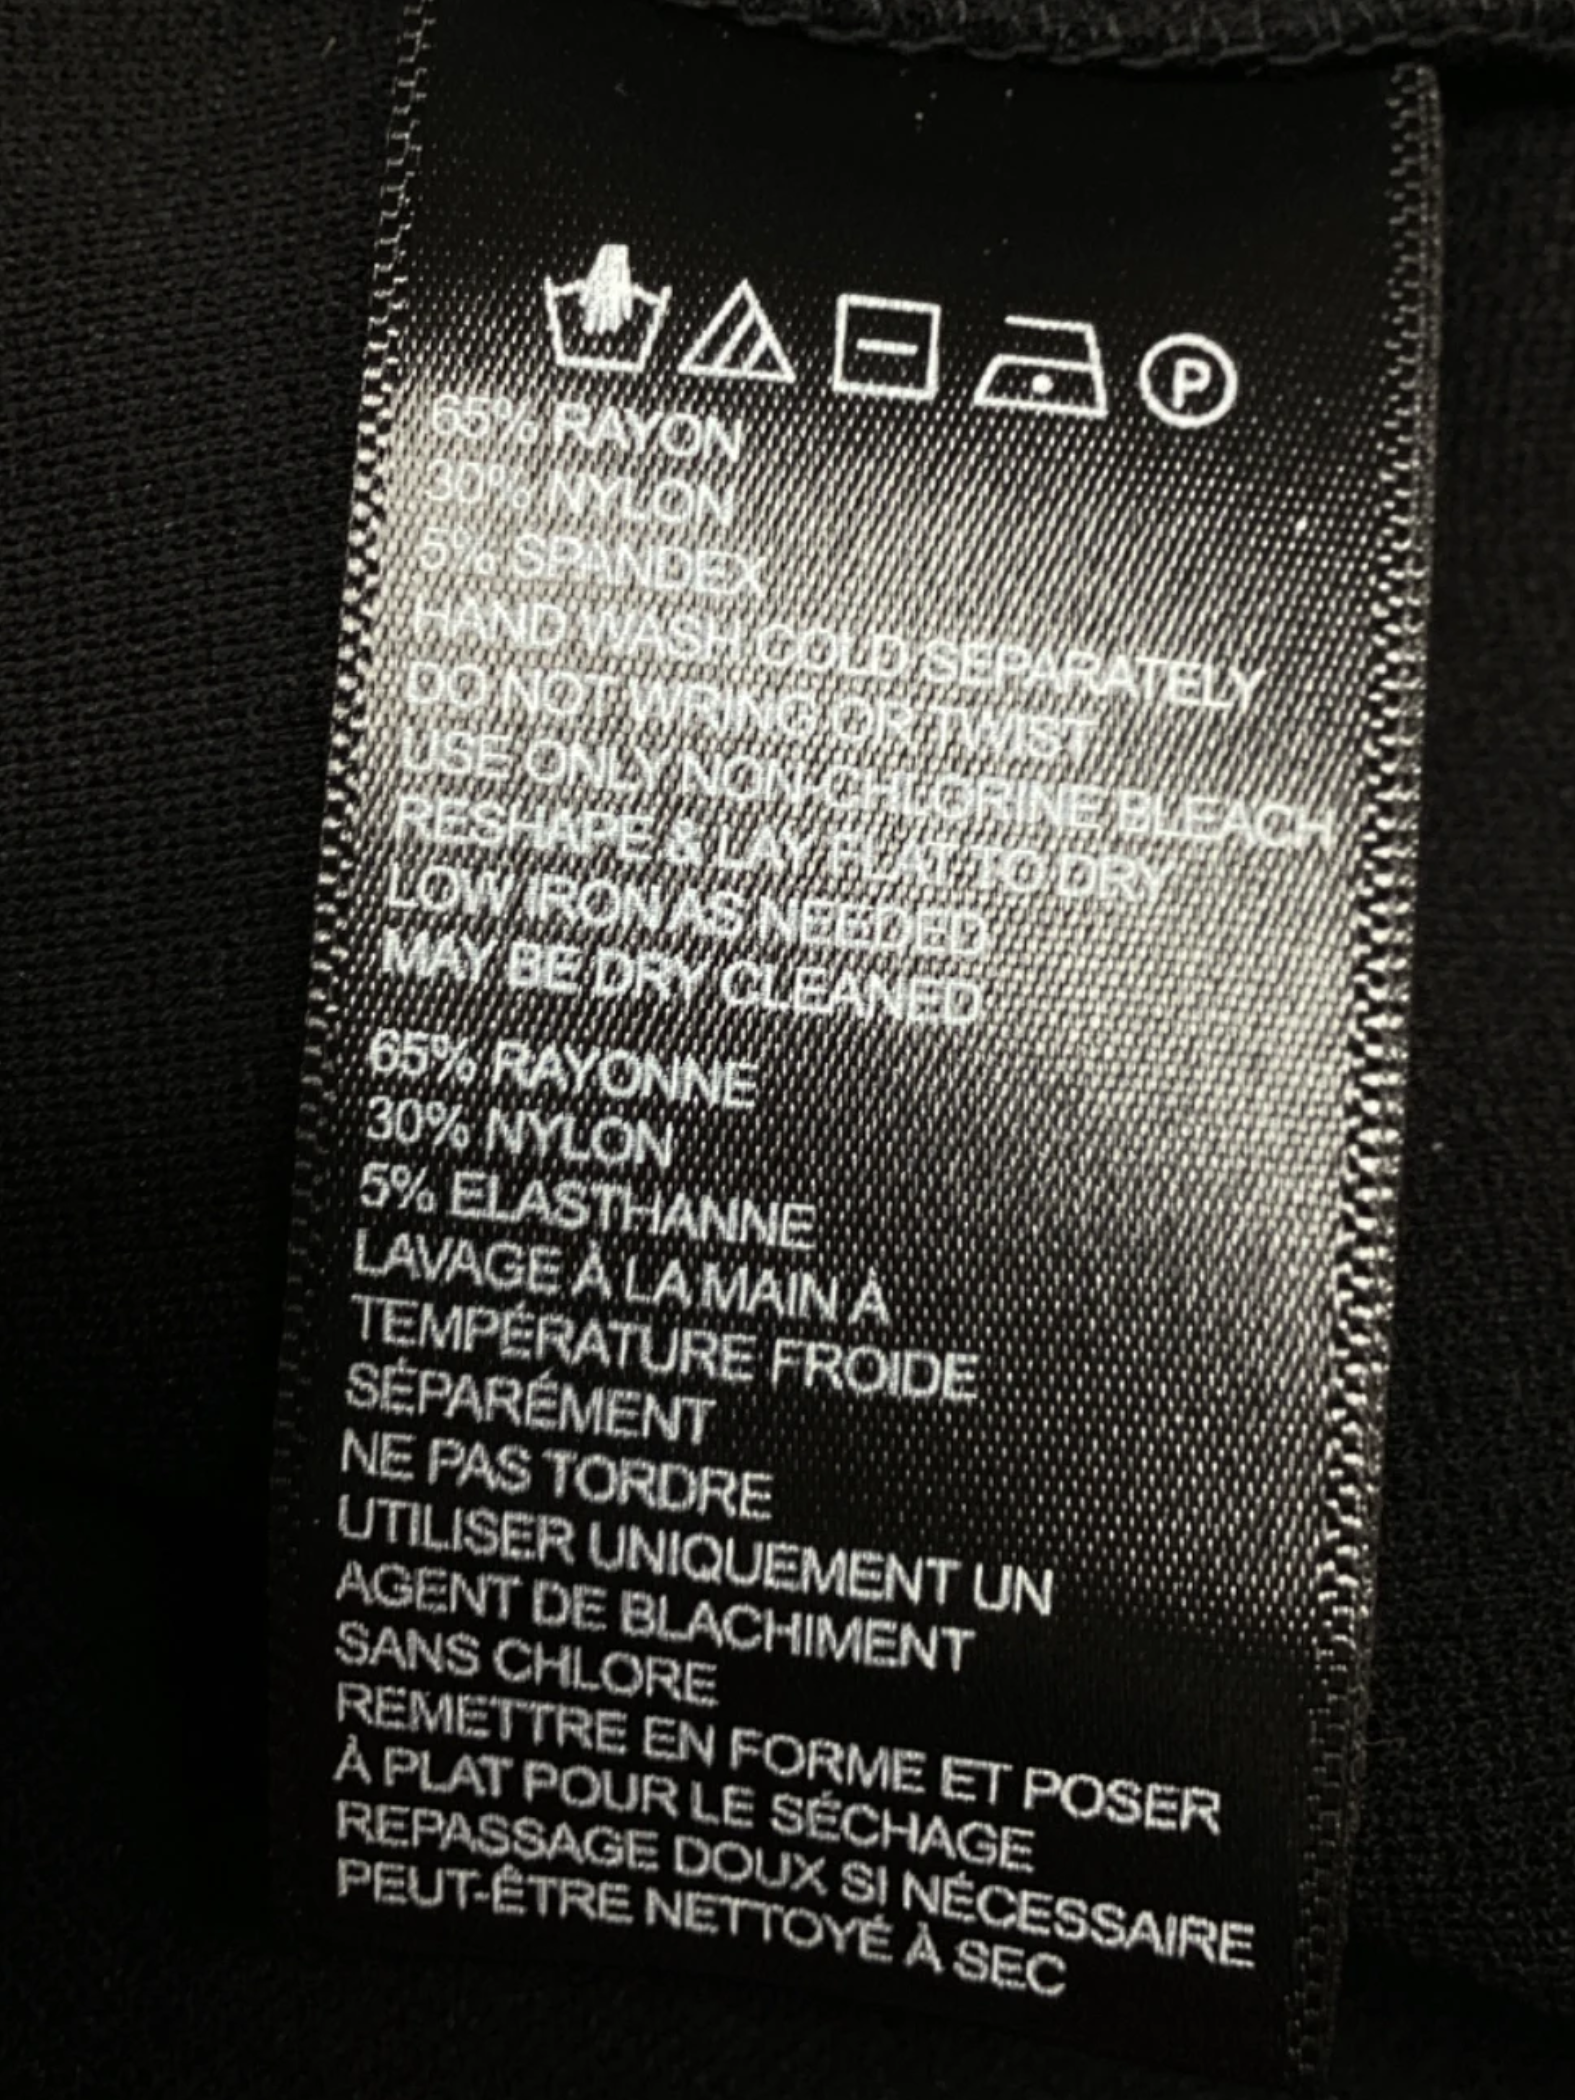 P
65% RAYON
30% NYLON
5% SPANDEX
HAND WASH COLD SEPARATELY
DO NOT WRING OR TWIST
USE ONLY NON-CHLORINE BLEACH
RESHAPE & LAY FLAT TO DRY
LOW IRON AS NEEDED
MAY BE DRY CLEANED
65% RAYONNE
30% NYLON
5% ELASTHANNE
LAVAGE À LA MAIN À
TEMPÉRATURE FROIDE
SÉPARÉMENT
NE PAS TORDRE
UTILISER UNIQUEMENT UN
AGENT DE BLACHIMENT
SANS CHLORE
REMETTRE EN FORME ET POSER
À PLAT POUR LE SÉCHAGE
REPASSAGE DOUX SI NÉCESSAIRE
PEUT-ÊTRE NETTOYÉ À SEC